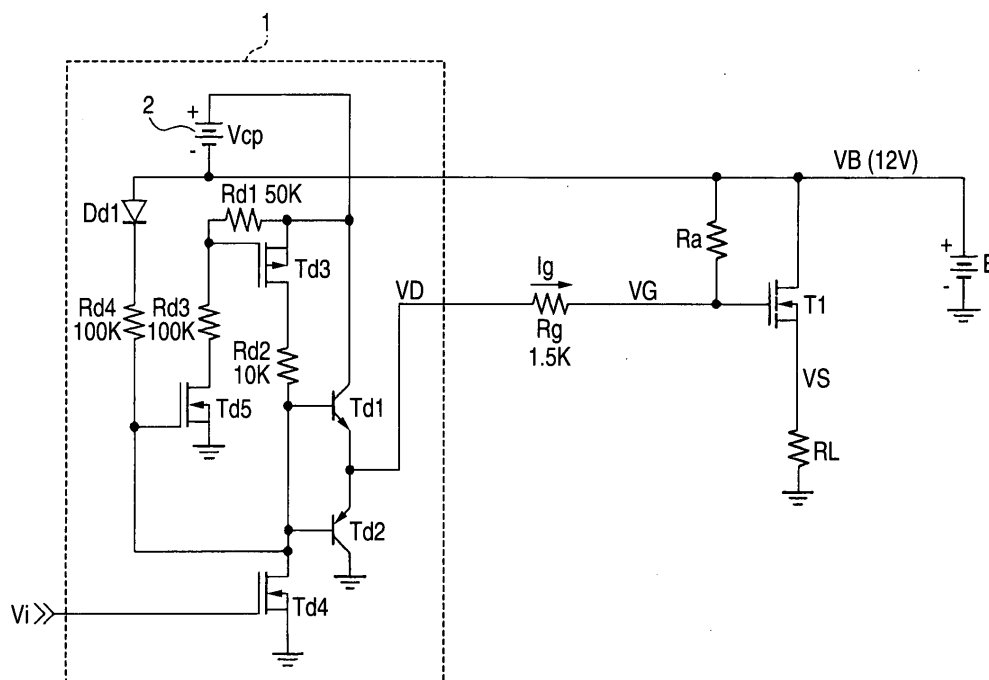 1
2
+
Vcp
-
VB (12V)
Dd1
Rd1 50K
Td3
Ra
+
-
Ig
VD
VG
T1
Rg
1.5K
Rd4
100K
Rd3
100K
Rd2
10K
VS
Td5
Td1
RL
Td2
Vi
Td4